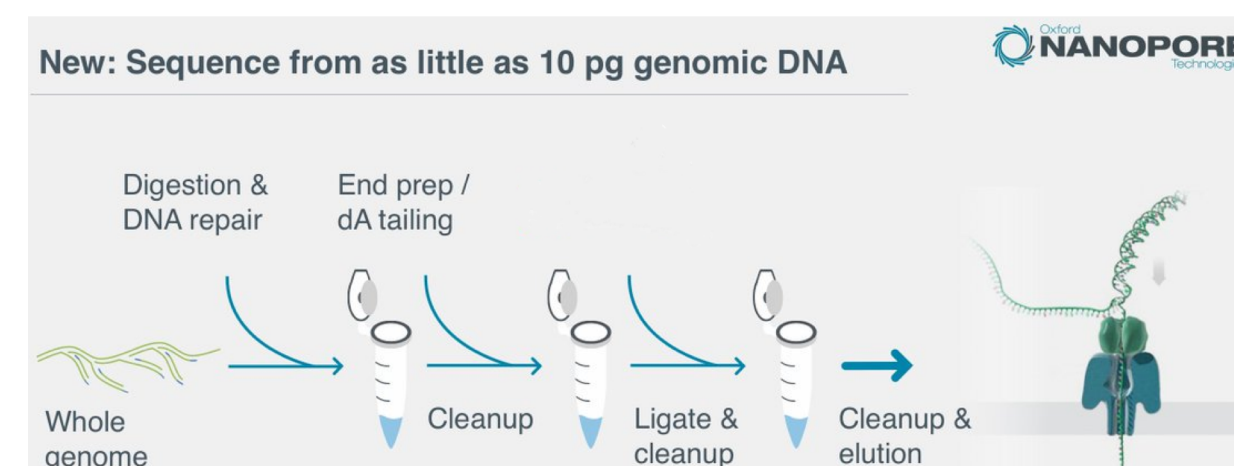 New: Sequence from as little as 10 pg genomic DNA
Oxford
NANOPORE
Technologi
Digestion &
DNA repair
End prep /
dA tailing
Whole
genome
Cleanup
Ligate &
cleanup
Cleanup &
elution